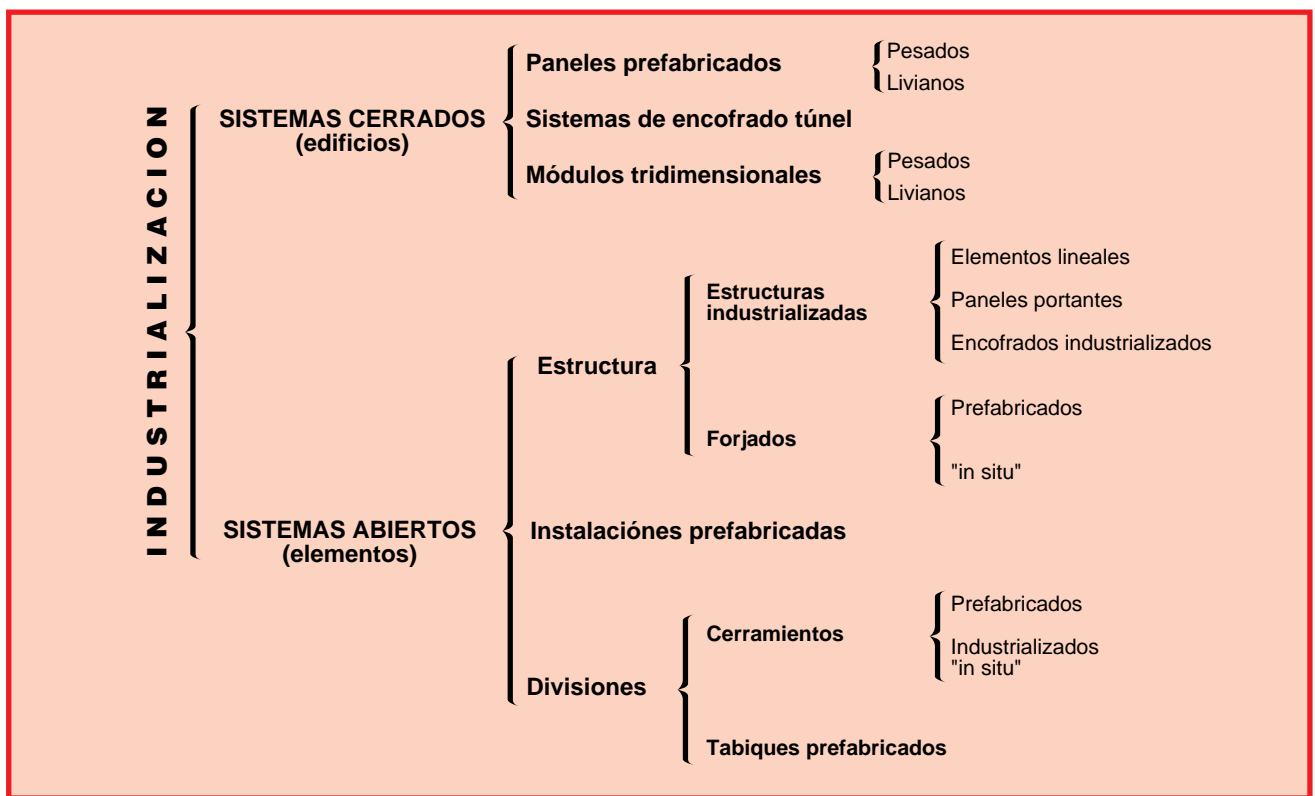 INDUSTRIALIZACION
SISTEMAS CERRADOS
(edificios)
Paneles prefabricados
Pesados
Livianos
Sistemas de encofrado túnel
Módulos tridimensionales
Pesados
Livianos
SISTEMAS ABIERTOS
(elementos)
Estructura
Estructuras
industrializadas
Elementos lineales
Paneles portantes
Encofrados industrializados
Forjados
Prefabricados
"in situ"
Instalaciónes prefabricadas
Divisiones
Cerramientos
Prefabricados
Industrializados
"in situ"
Tabiques prefabricados